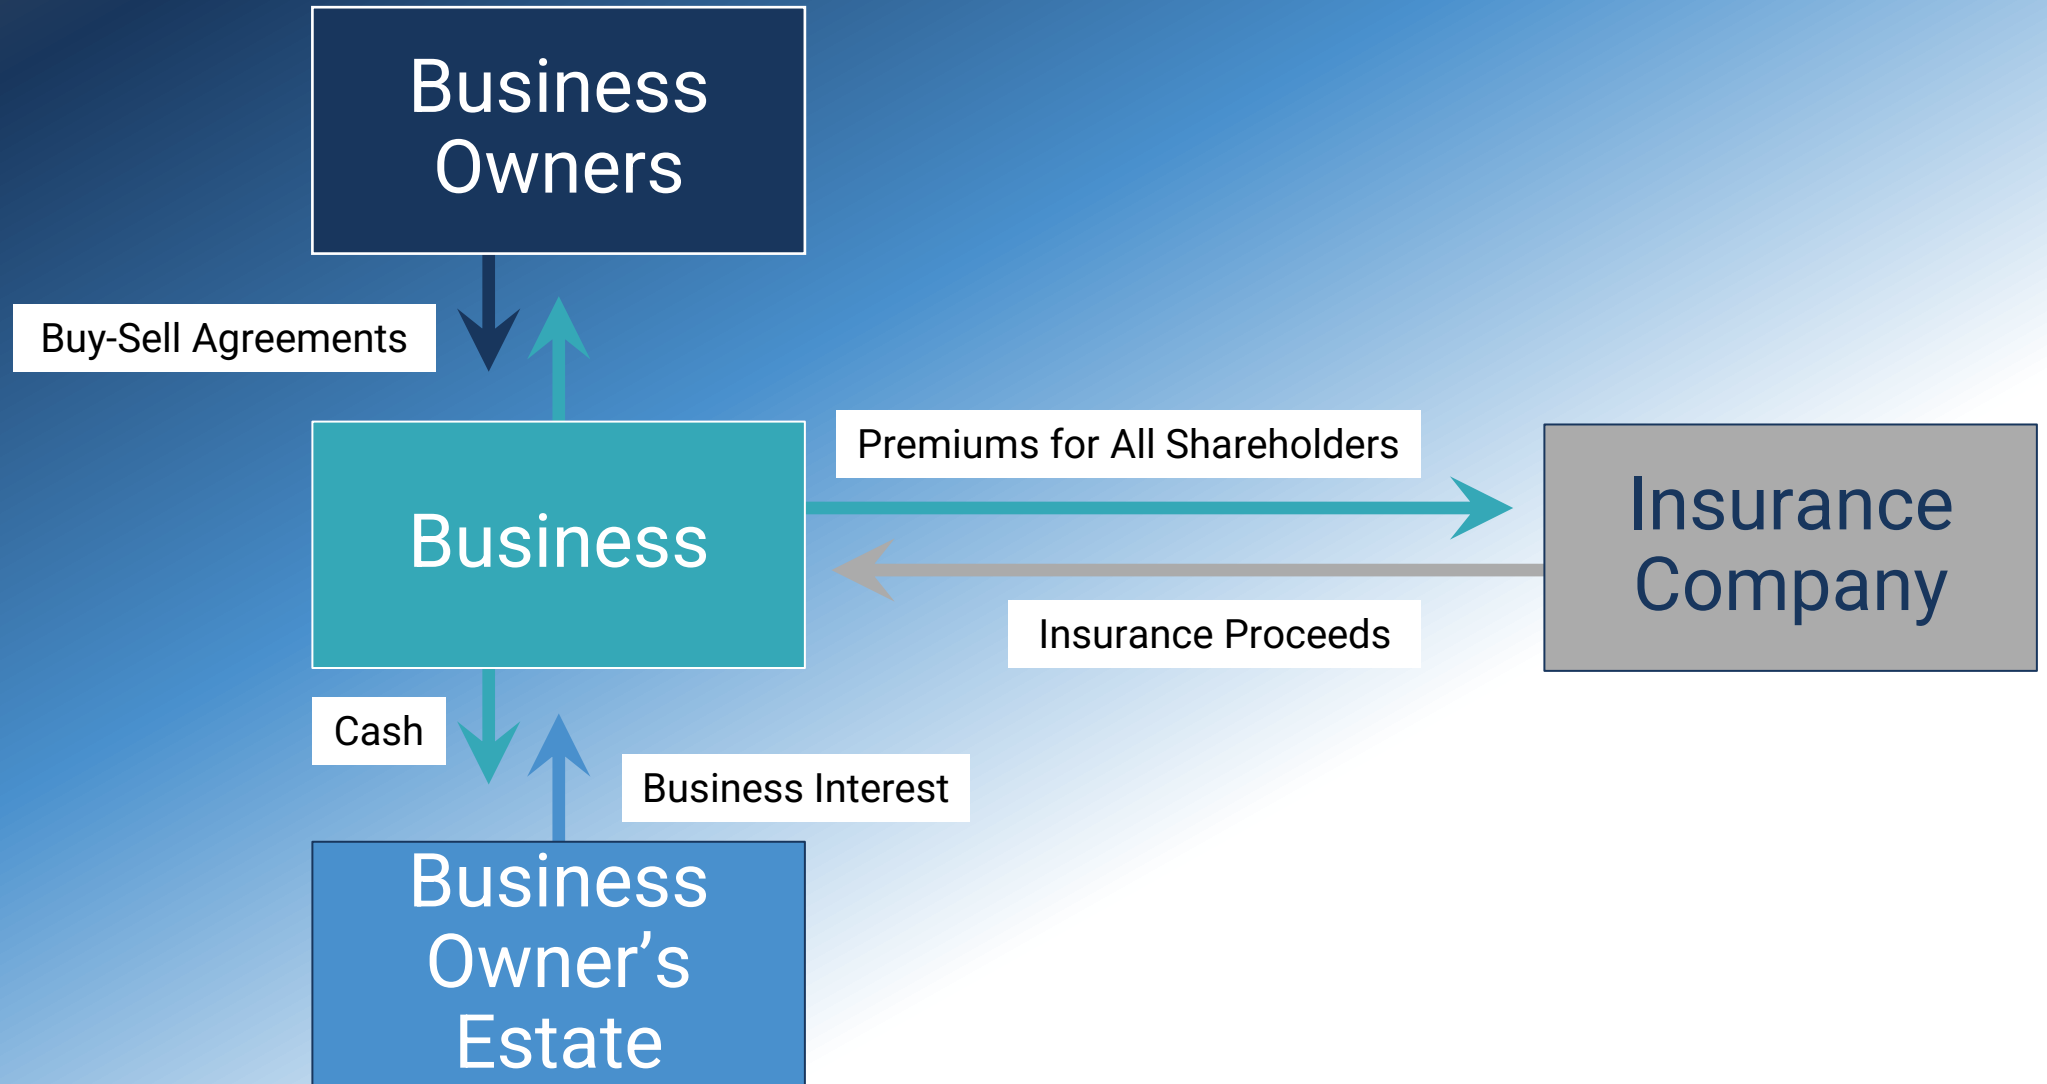 Business
Owners
Buy-Sell Agreements
Premiums for All Shareholders
Business
Insurance
Company
Insurance Proceeds
Cash
Business Interest
Business
Owner’s
Estate